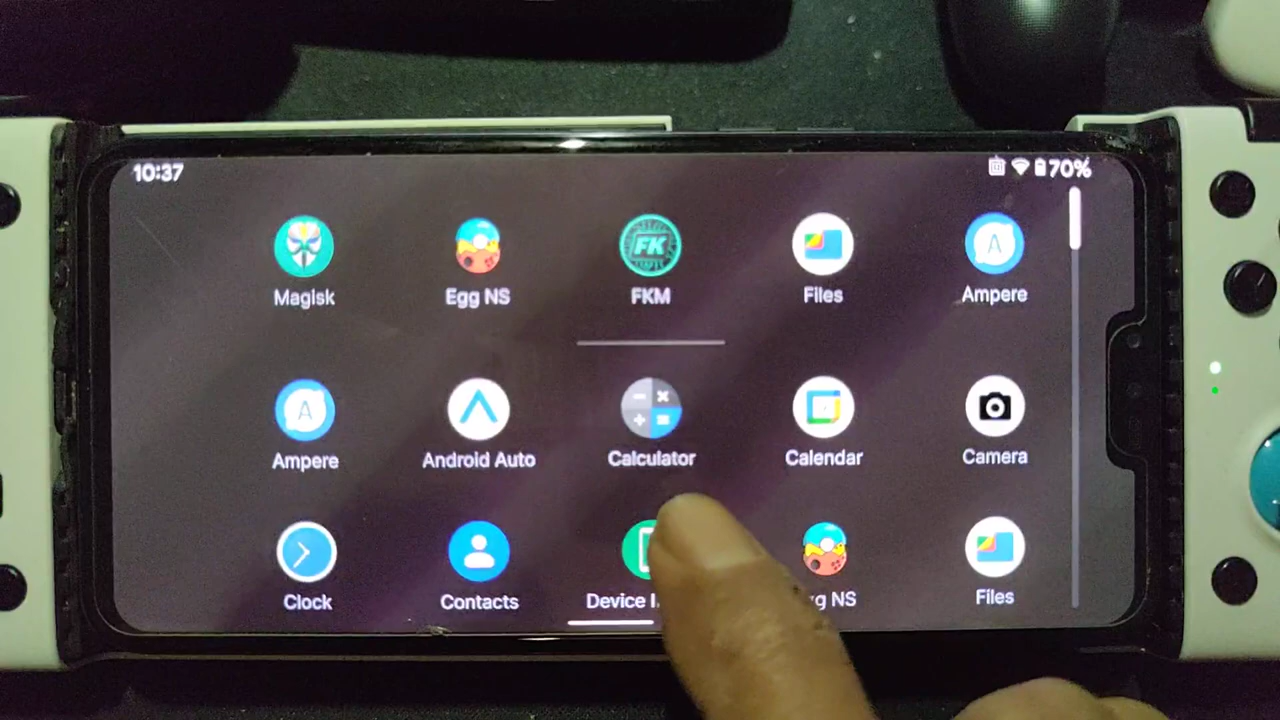 10:37 70%
Magisk Egg NS FKM Files Ampere
Ampere Android Auto Calculator Calendar Camera
Clock Contacts Device NS Files